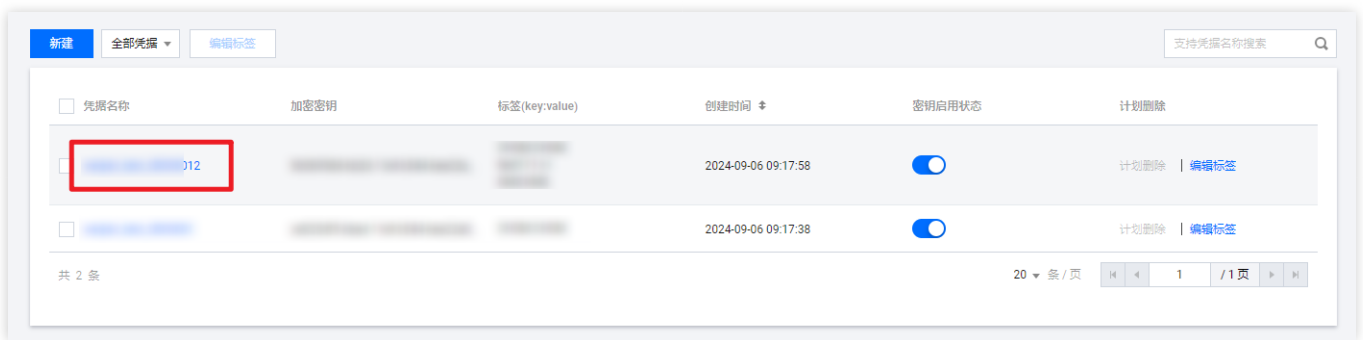 新建 全部凭据 编辑标签 支持凭据名称搜索
凭据名称 加密密钥 标签(key:value) 创建时间 密钥启用状态 计划删除
012 2024-09-06 09:17:58 计划删除 | 编辑标签
2024-09-06 09:17:38 计划删除 | 编辑标签
共 2 条 20 条 / 页 1 / 1 页